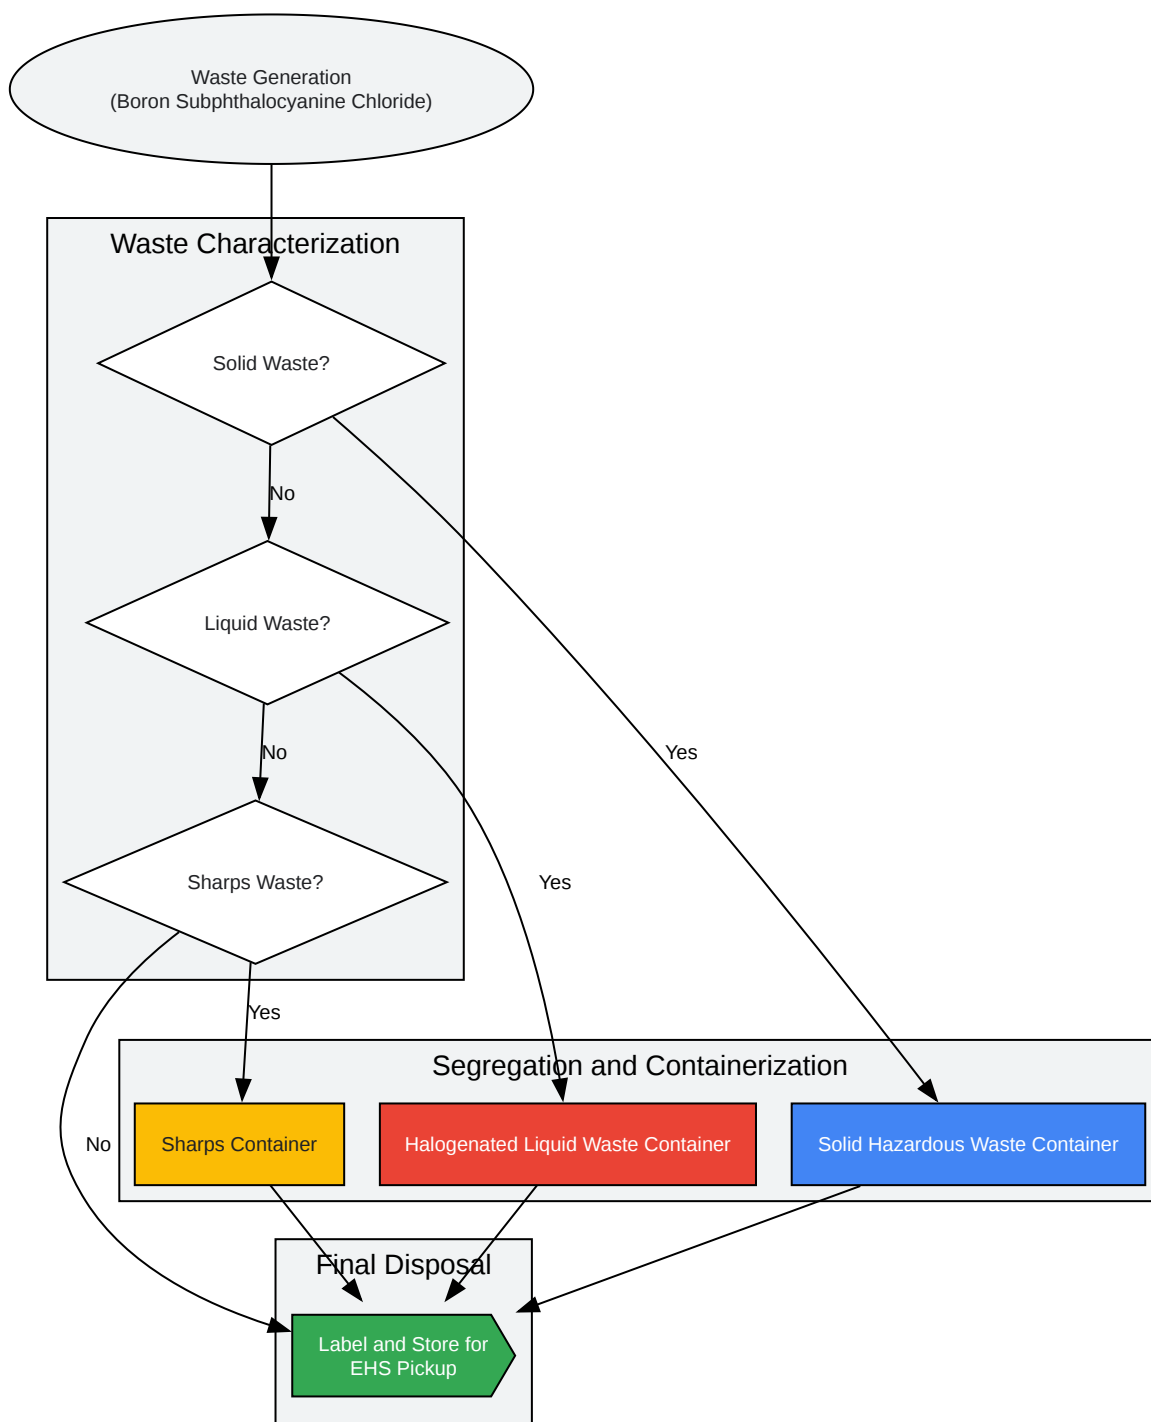 Waste Generation
(Boron Subphthalocyanine Chloride)
Waste Characterization
Solid Waste?
No
Liquid Waste?
No
Yes
Sharps Waste?
Yes
Yes
Segregation and Containerization
No
Sharps Container
Halogenated Liquid Waste Container
Solid Hazardous Waste Container
Final Disposal
Label and Store for
EHS Pickup